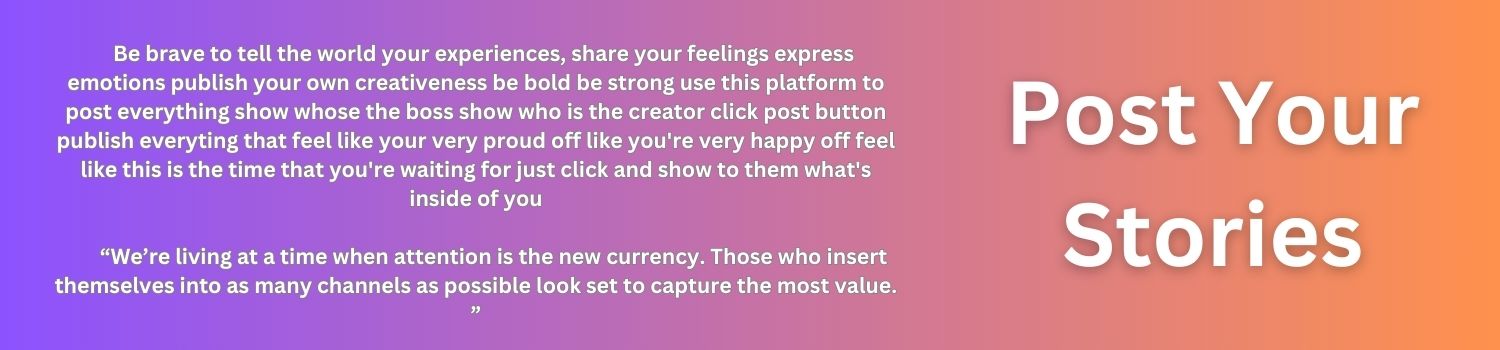 Be brave to tell the world your experiences, share your feelings express
emotions publish your own creativeness be bold be strong use this platform to
post everything show whose the boss show who is the creator click post button
publish everyting that feel like your very proud off like you're very happy off feel
like this is the time that you're waiting for just click and show to them what's
inside of you
“We’re living at a time when attention is the new currency. Those who insert
themselves into as many channels as possible look set to capture the most value.
”
Post Your
Stories